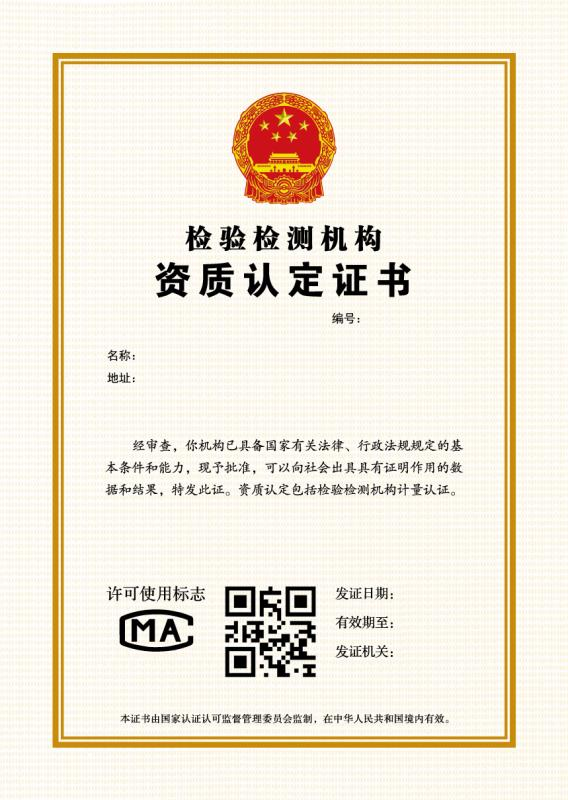 检验检测机构
资质认定证书
编号：
名称：
地址：
经审查，你机构已具备国家有关法律、行政法规规定的基
本条件和能力，现予批准，可以向社会出具具有证明作用的数
据和结果，特发此证。资质认定包括检验检测机构计量认证。
许可使用标志
MA
发证日期：
有效期至：
发证机关：
本证书由国家认证认可监督管理委员会监制，在中华人民共和国境内有效。